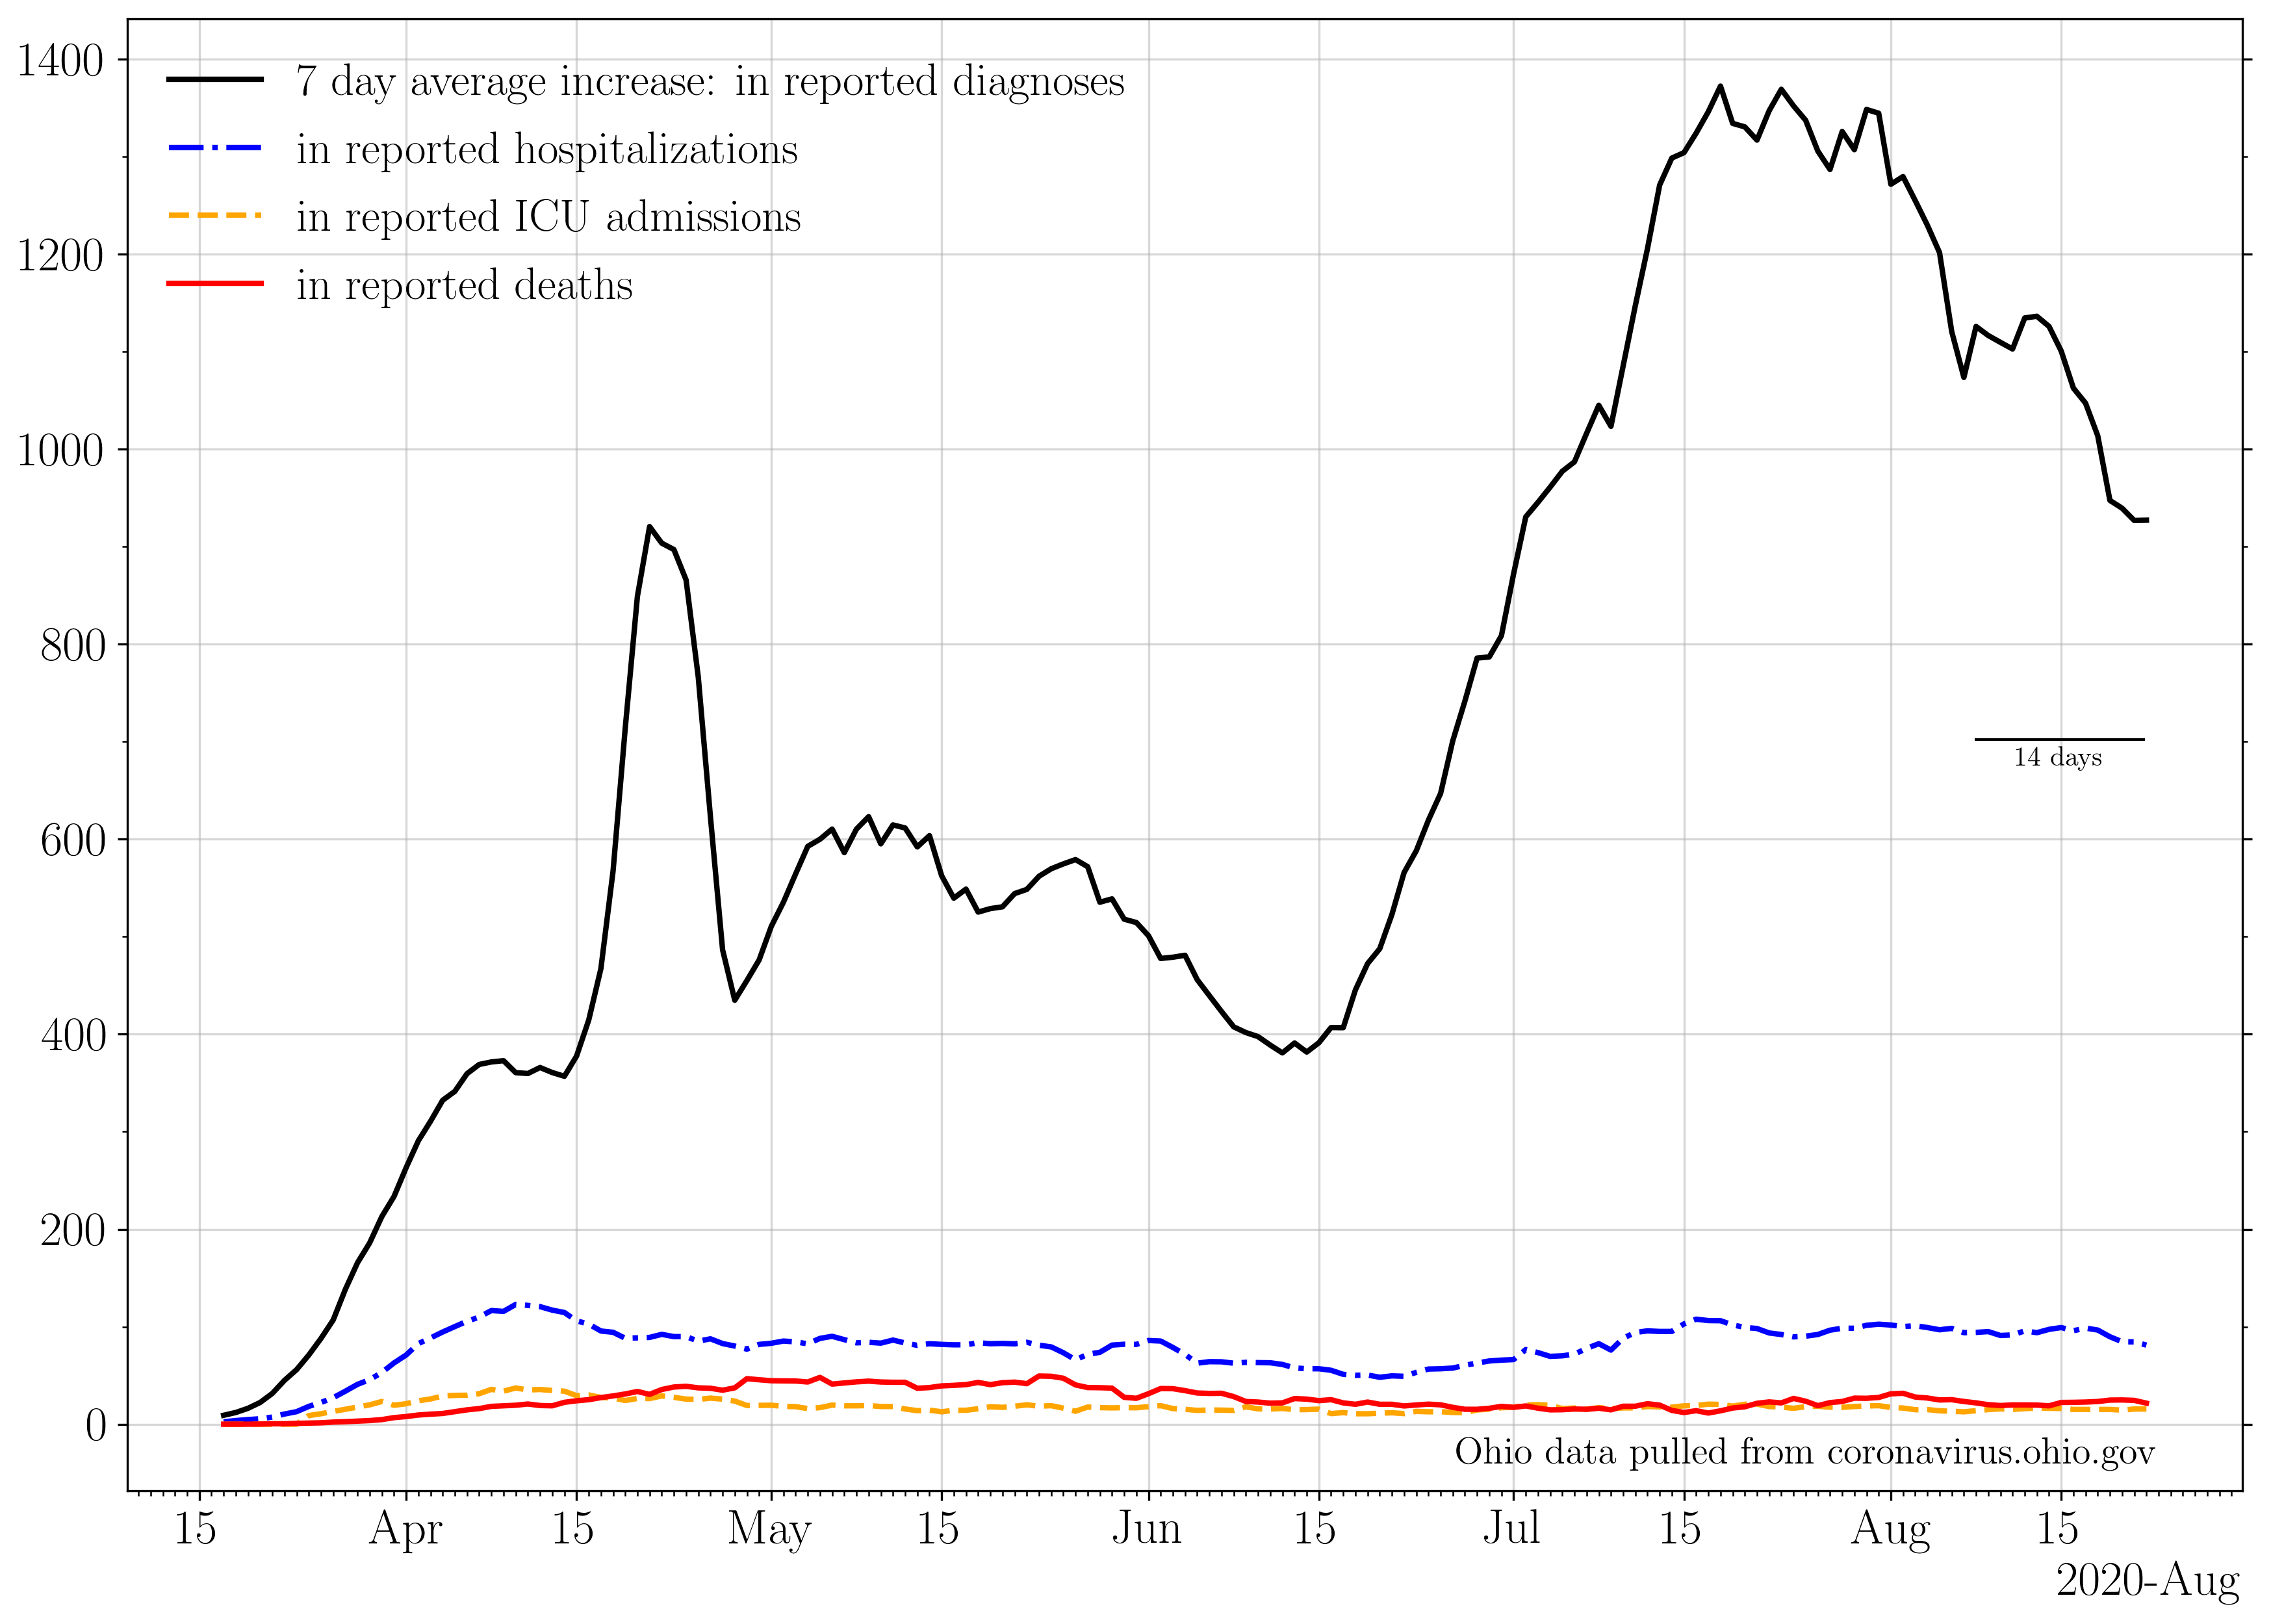 1400
1200
1000
800
600
400
200
0
7 day average increase: in reported diagnoses
in reported hospitalizations
in reported ICU admissions
in reported deaths
14 days
Ohio data pulled from coronavirus.ohio.gov
15 Apr 15 May 15 Jun 15 Jul 15 Aug 15
2020-Aug